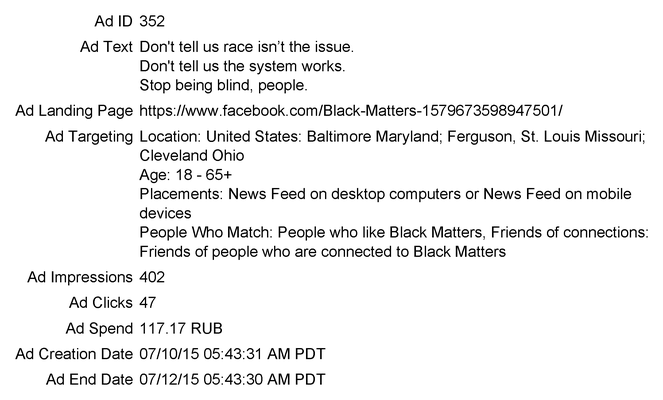 Ad ID 352
Ad Text Don't tell us race isn’t the issue.
Don't tell us the system works.
Stop being blind, people.
Ad Landing Page https://www.facebook.com/Black-Matters-1579673598947501/
Ad Targeting Location: United States: Baltimore Maryland; Ferguson, St. Louis Missouri;
Cleveland Ohio
Age: 18 - 65+
Placements: News Feed on desktop computers or News Feed on mobile
devices
People Who Match: People who like Black Matters, Friends of connections:
Friends of people who are connected to Black Matters
Ad Impressions 402
Ad Clicks 47
Ad Spend 117.17 RUB
Ad Creation Date 07/10/15 05:43:31 AM PDT
Ad End Date 07/12/15 05:43:30 AM PDT